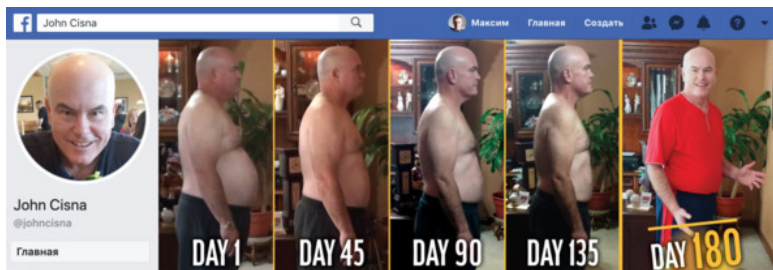 John Cisna
Максим Главная Создать
John Cisna
@johncisna
Главная
DAY 1
DAY 45
DAY 90
DAY 135
DAY 180